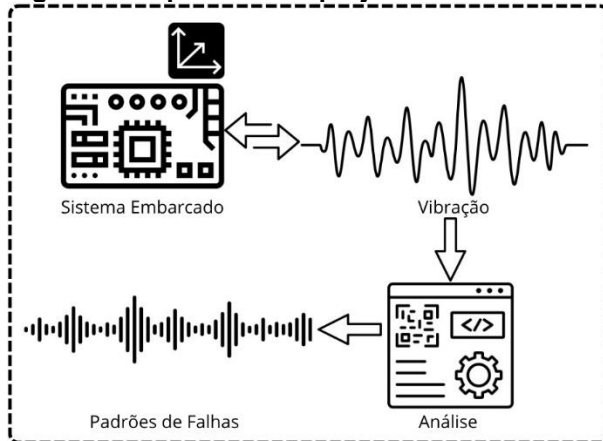 Sistema Embarcado
Vibração
</>
Padrões de Falhas
Análise